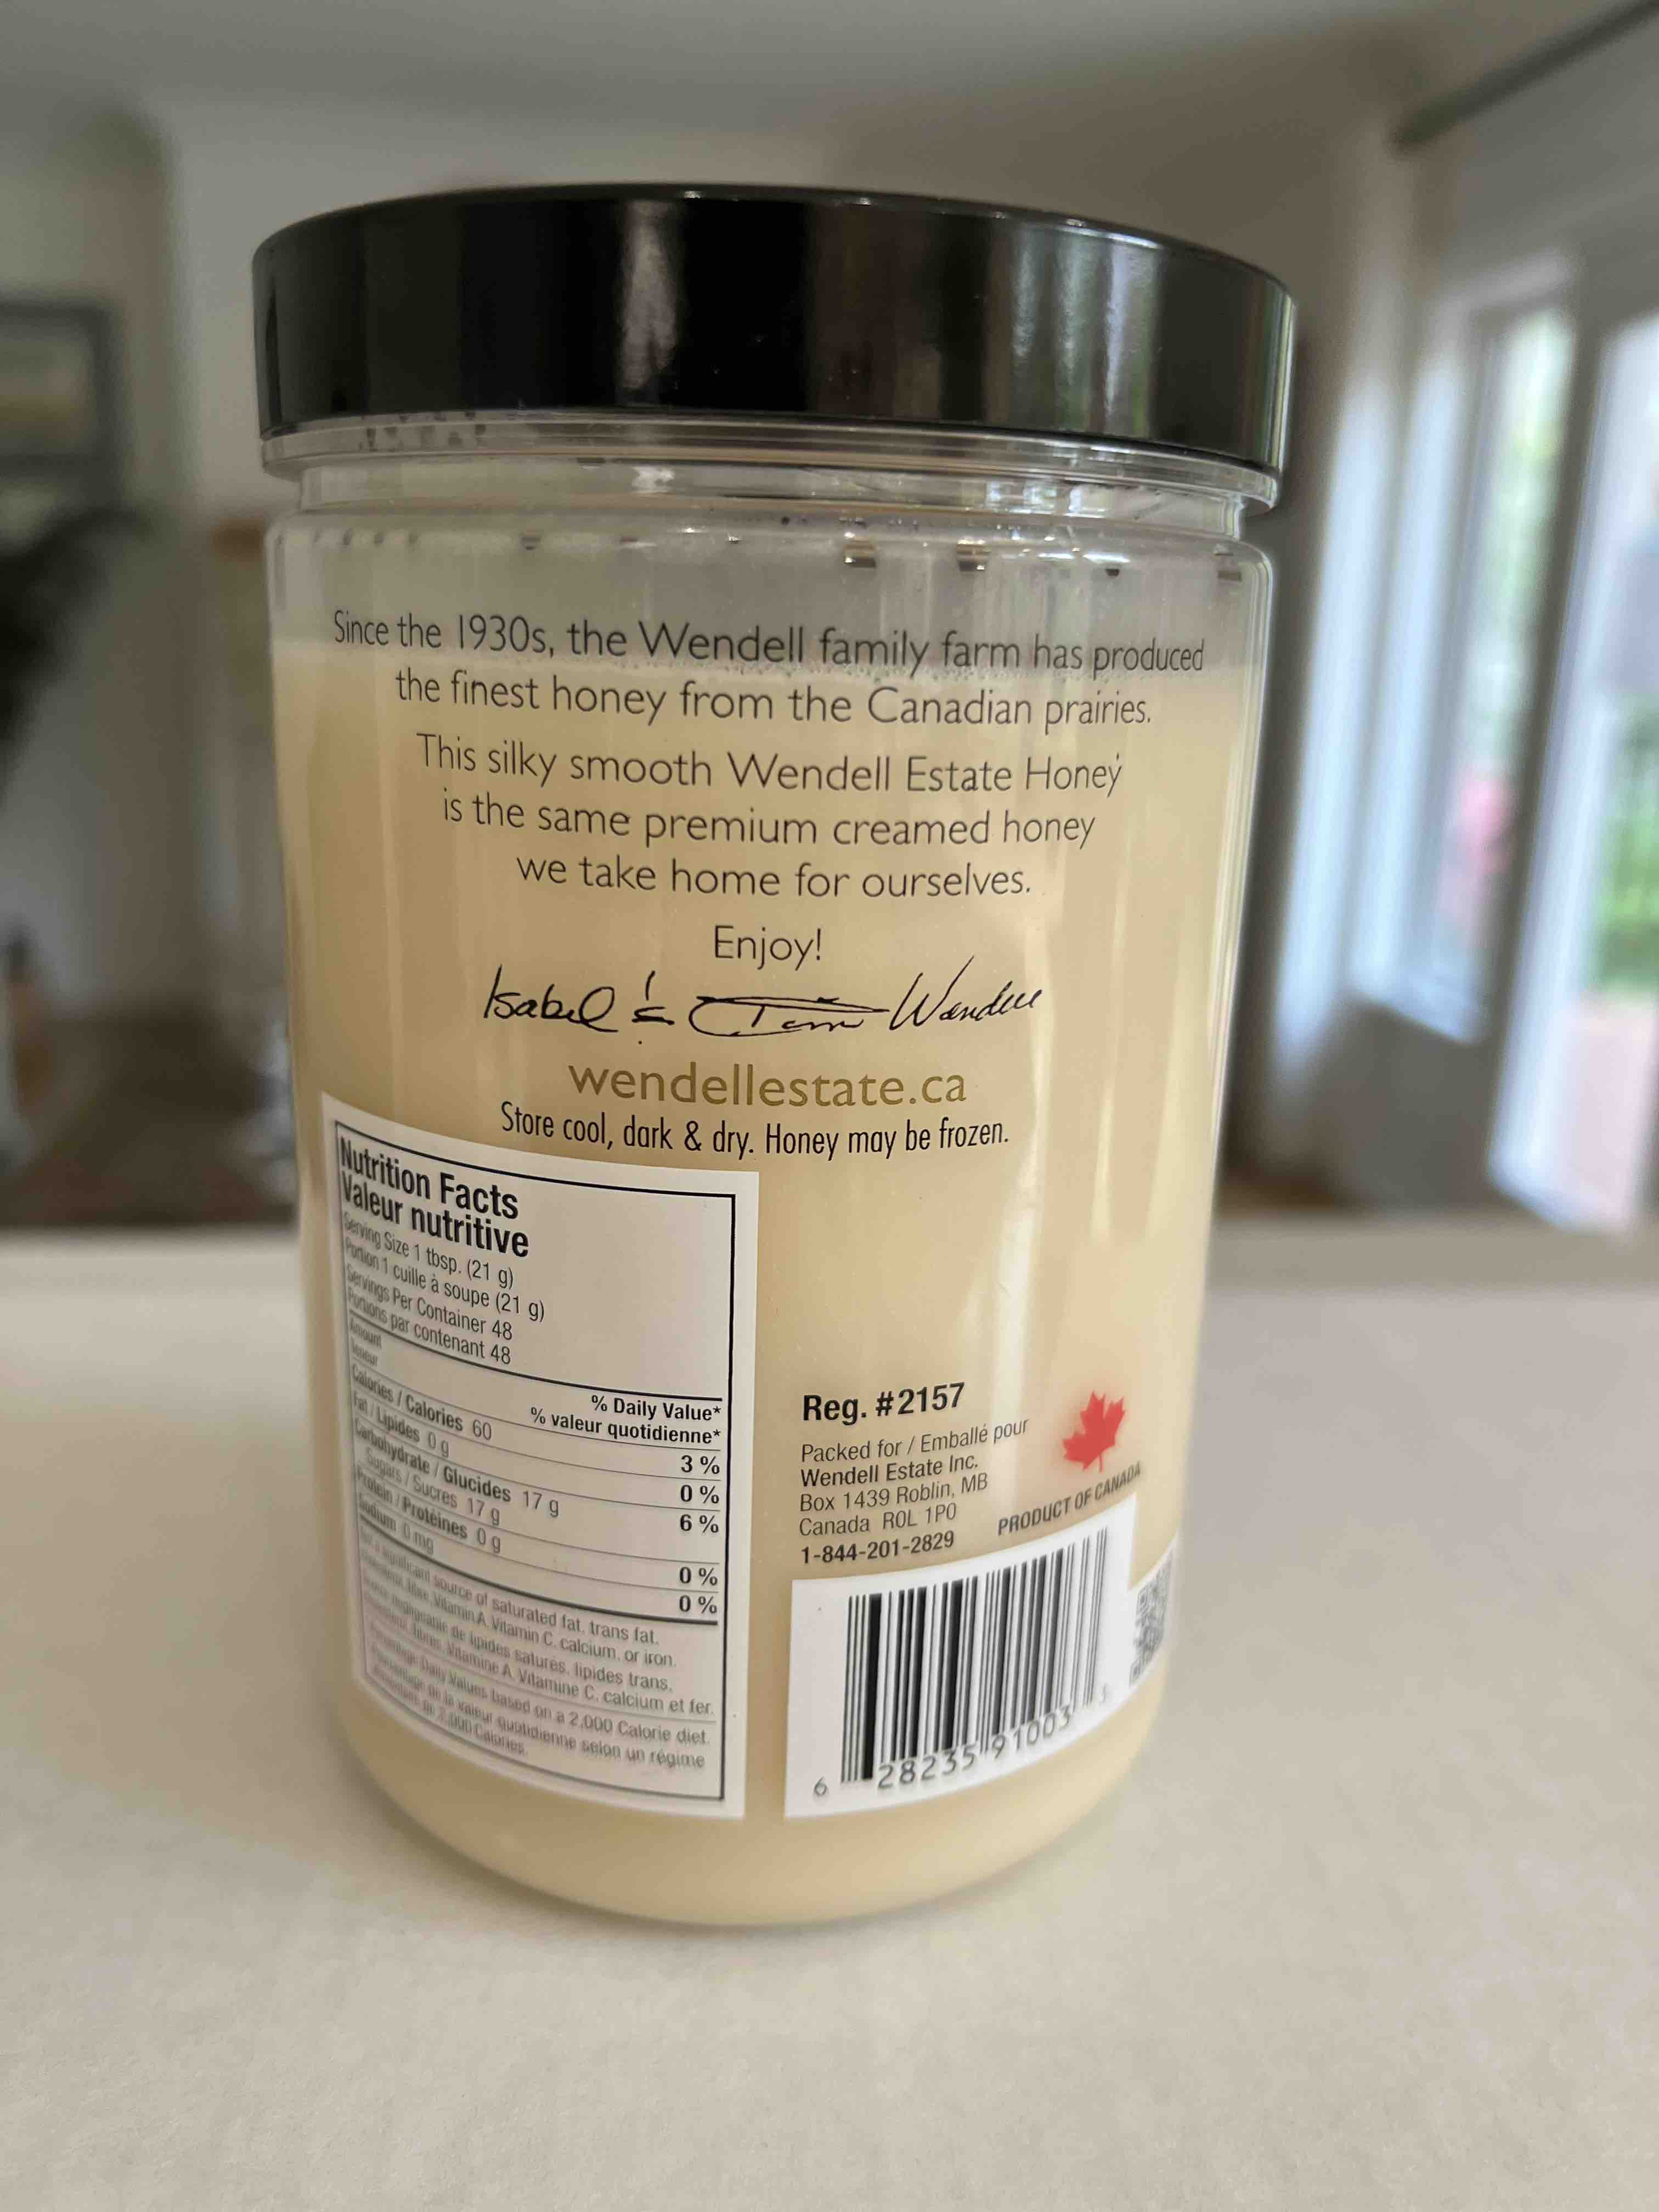 Since the 1930s, the Wendell family farm has produced
the finest honey from the Canadian prairies.
This silky smooth Wendell Estate Honey
is the same premium creamed honey
we take home for ourselves.
Enjoy!
Isabel & Tim Wendell
wendellestate.ca
Store cool, dark & dry. Honey may be frozen.
Nutrition Facts
Valeur nutritive
Serving Size 1 tbsp. (21 g)
Portion 1 cuille à soupe (21 g)
Servings Per Container 48
Portions par contenant 48
Amount
Teneur
% Daily Value*
% valeur quotidienne*
Calories / Calories 60 3 %
Fat / Lipides 0 g 0 %
Carbohydrate / Glucides 17 g 6 %
Sugars / Sucres 17 g
Protein / Protéines 0 g 0 %
Sodium 0 mg 0 %
significant source of saturated fat, trans fat,
Vitamin A, Vitamin C, calcium, or iron.
de lipides saturés, lipides trans,
Vitamine A, Vitamine C, calcium et fer.
Daily Values based on a 2,000 Calorie diet.
de la valeur quotidienne selon un régime
2,000 Calories.
Reg. #2157
Packed for / Emballé pour
Wendell Estate Inc.
Box 1439 Roblin, MB
Canada R0L 1P0
1-844-201-2829
PRODUCT OF CANADA
6 28235 91003 3